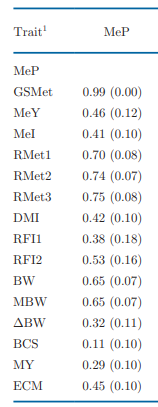 Trait¹ MeP
MeP
GSMet 0.99 (0.00)
MeY 0.46 (0.12)
MeI 0.41 (0.10)
RMet1 0.70 (0.08)
RMet2 0.74 (0.07)
RMet3 0.75 (0.08)
DMI 0.42 (0.10)
RFI1 0.38 (0.18)
RFI2 0.53 (0.16)
BW 0.65 (0.07)
MBW 0.65 (0.07)
ΔBW 0.32 (0.11)
BCS 0.11 (0.10)
MY 0.29 (0.10)
ECM 0.45 (0.10)